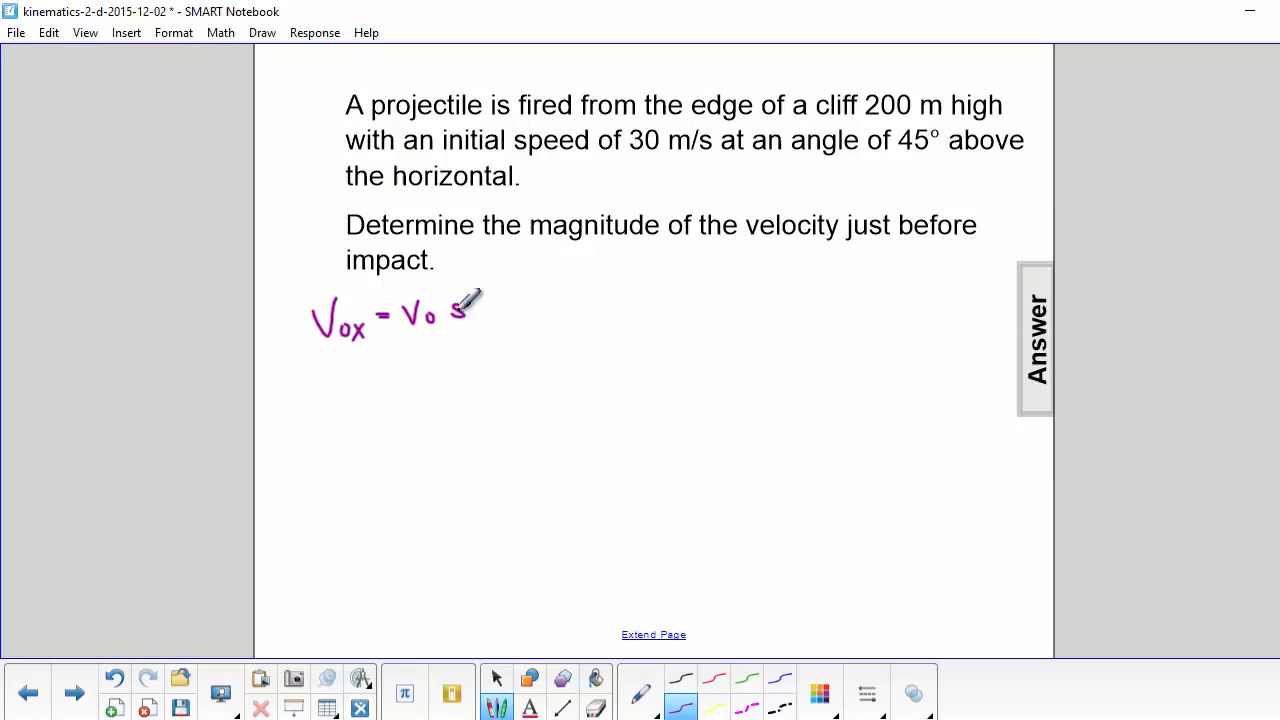 kinematics-2-d-2015-12-02 * - SMART Notebook
File Edit View Insert Format Math Draw Response Help
A projectile is fired from the edge of a cliff 200 m high
with an initial speed of 30 m/s at an angle of 45° above
the horizontal.
Determine the magnitude of the velocity just before
impact.
V₀ₓ = V₀ s
Answer
Extend Page
π
A